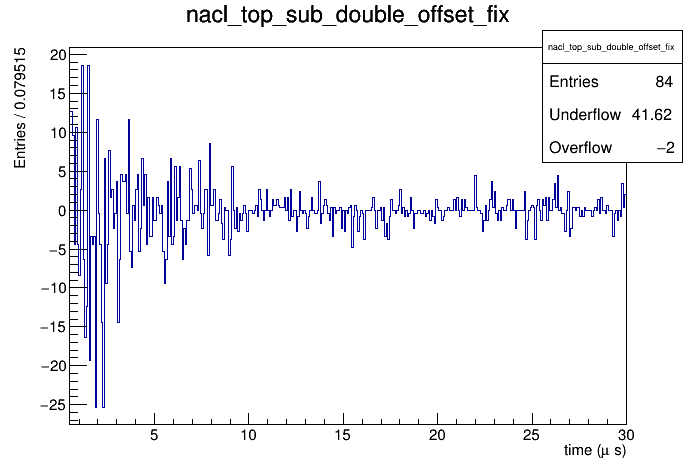 nacl_top_sub_double_offset_fix
nacl_top_sub_double_offset_fix
Entries 84
Underflow 41.62
Overflow −2
Entries / 0.079515
20
15
10
5
0
−5
−10
−15
−20
−25
5 10 15 20 25 30
time (μ s)